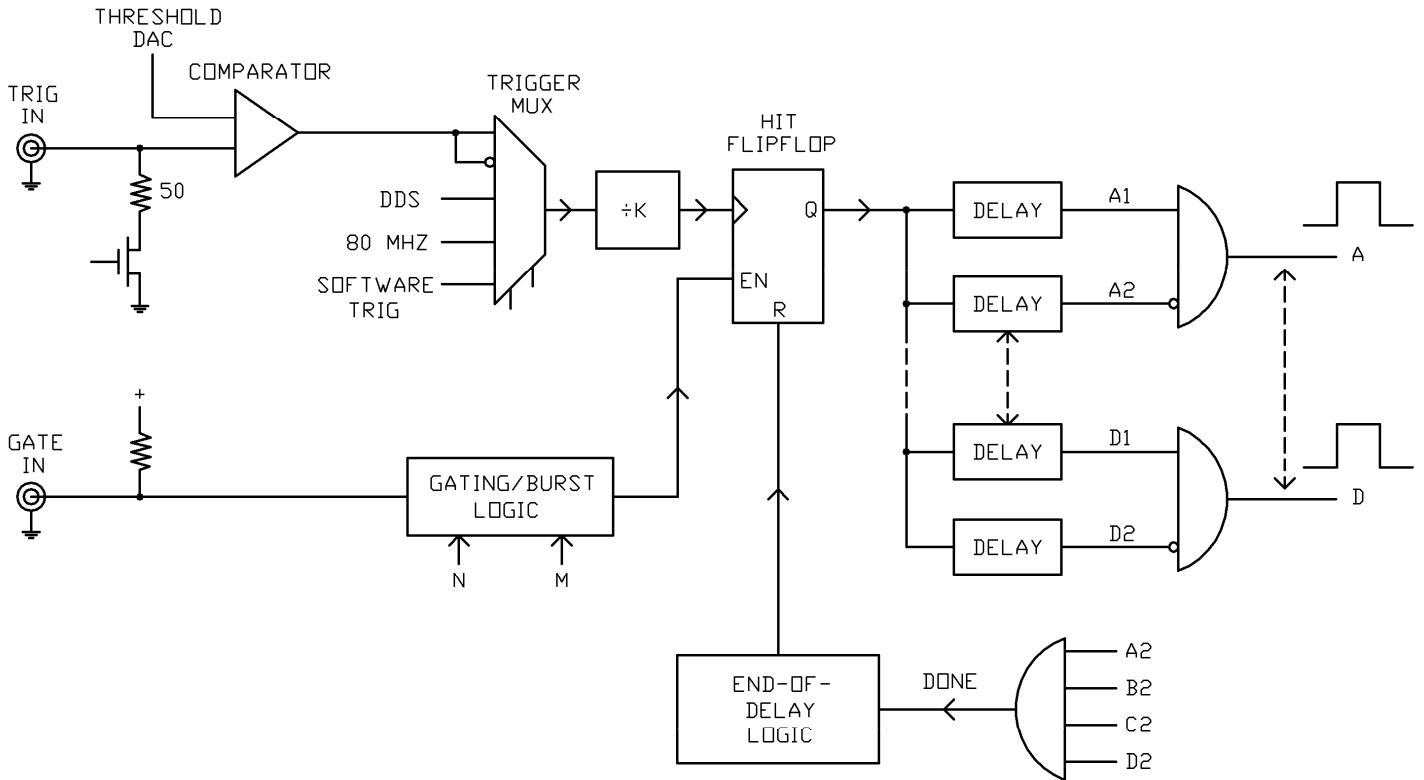 THRESHOLD
DAC
COMPARATOR
TRIG
IN
50
TRIGGER
MUX
DDS
80 MHZ
SOFTWARE
TRIG
÷K
HIT
FLIPFLOP
Q
EN
R
DELAY
A1
DELAY
A2
A
DELAY
D1
DELAY
D2
D
+
GATE
IN
GATING/BURST
LOGIC
N
M
END-OF-
DELAY
LOGIC
DONE
A2
B2
C2
D2